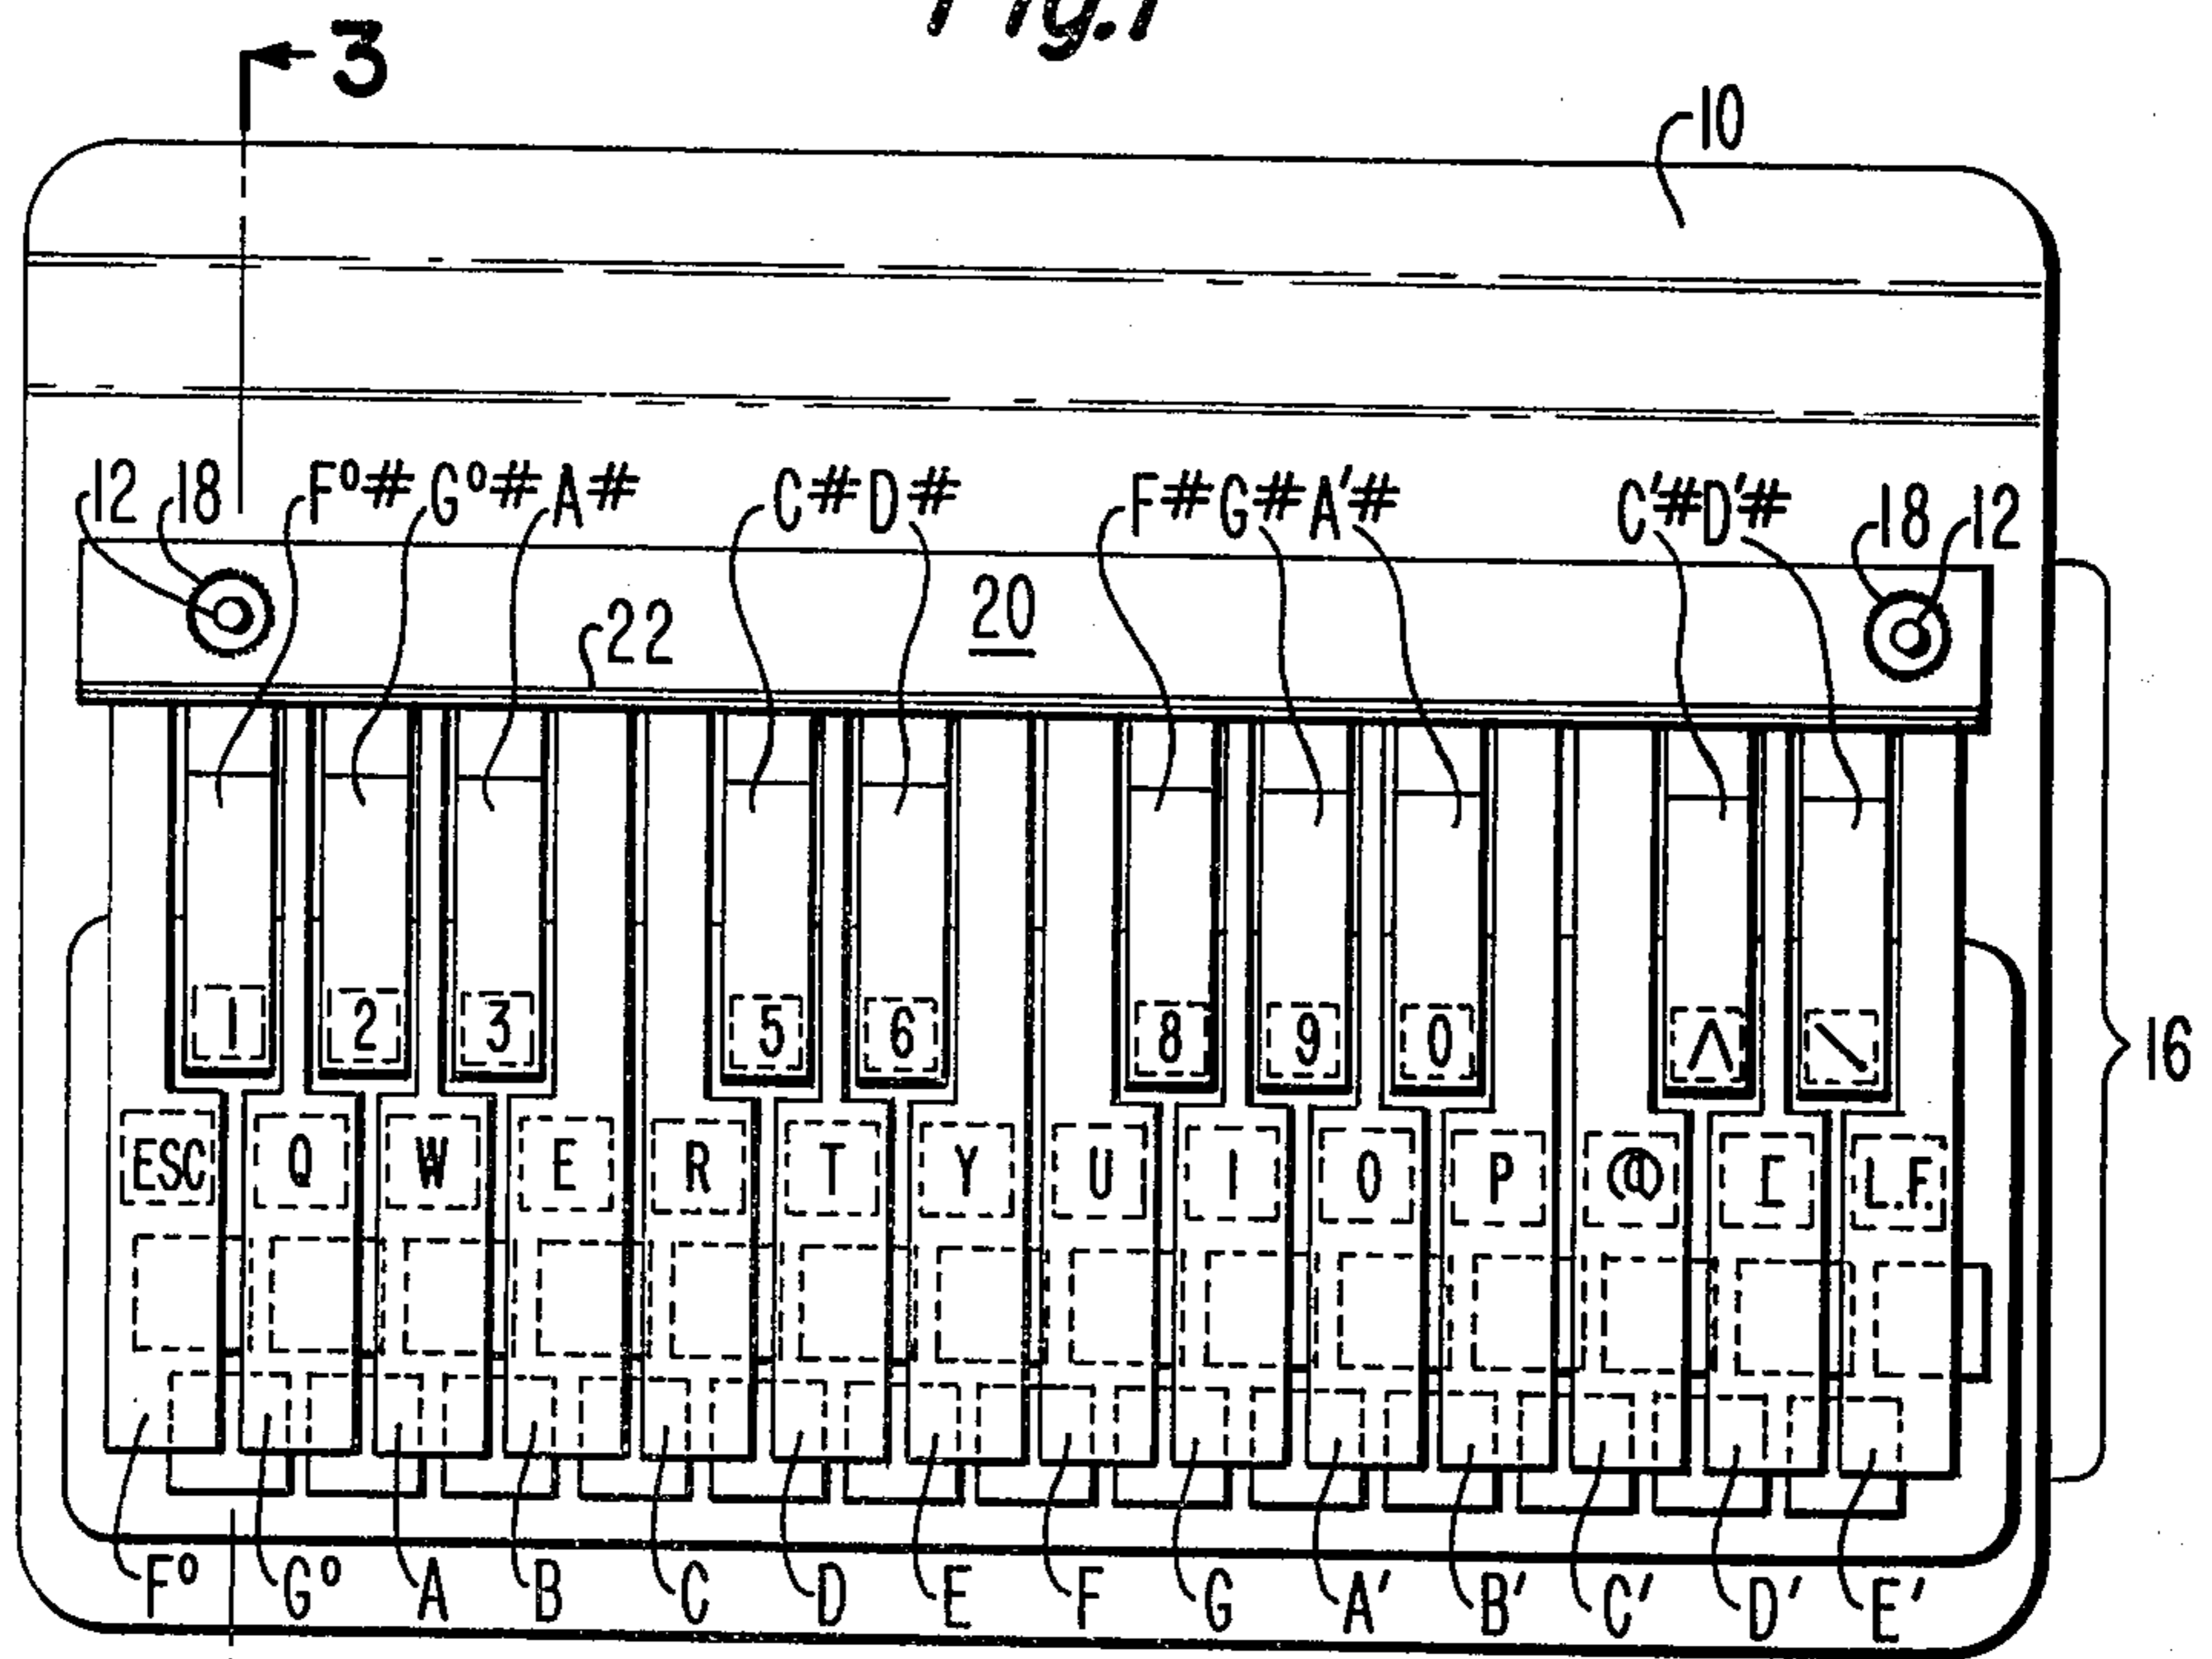 Fig.1
3
10
12 18 F°# G°# A# C# D# F# G# A'# C'# D'# 18 12
22 20
1 2 3 5 6 8 9 0 ^ \
16
ESC Q W E R T Y U I O P @ [ L.F.
F° G° A B C D E F G A' B' C' D' E'